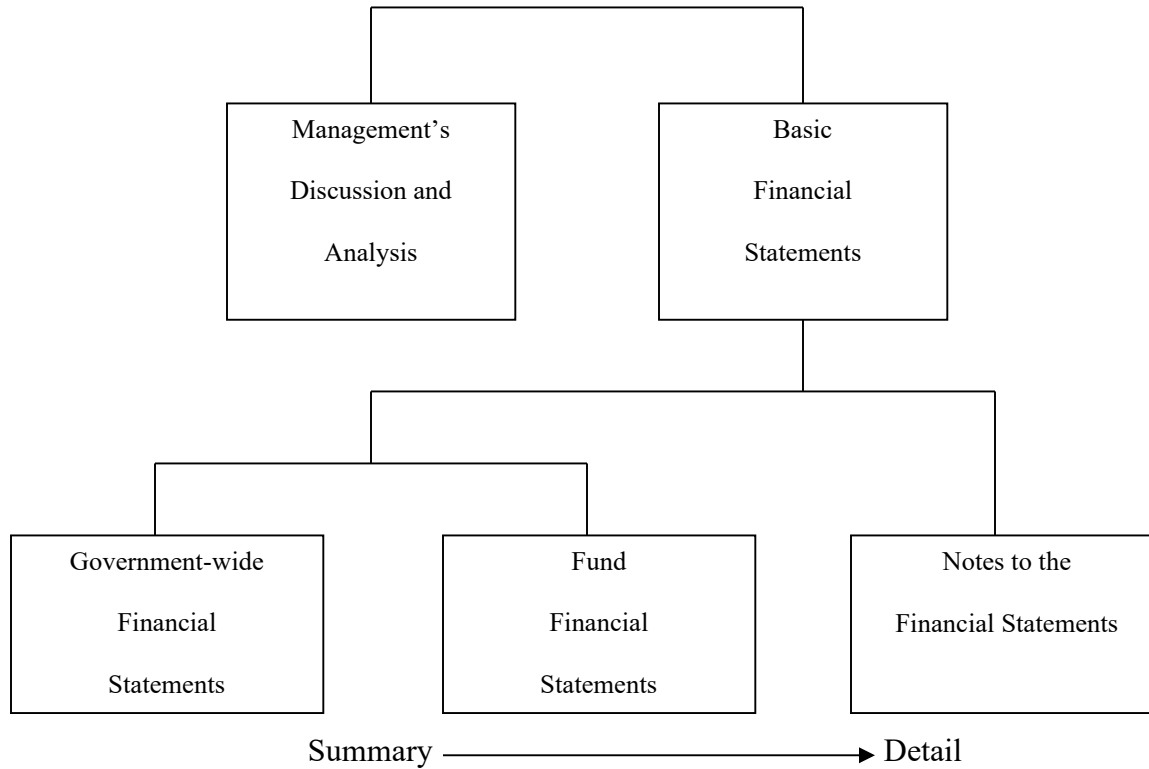 Management’s
Discussion and
Analysis
Basic
Financial
Statements
Government-wide
Financial
Statements
Fund
Financial
Statements
Notes to the
Financial Statements
Summary
Detail